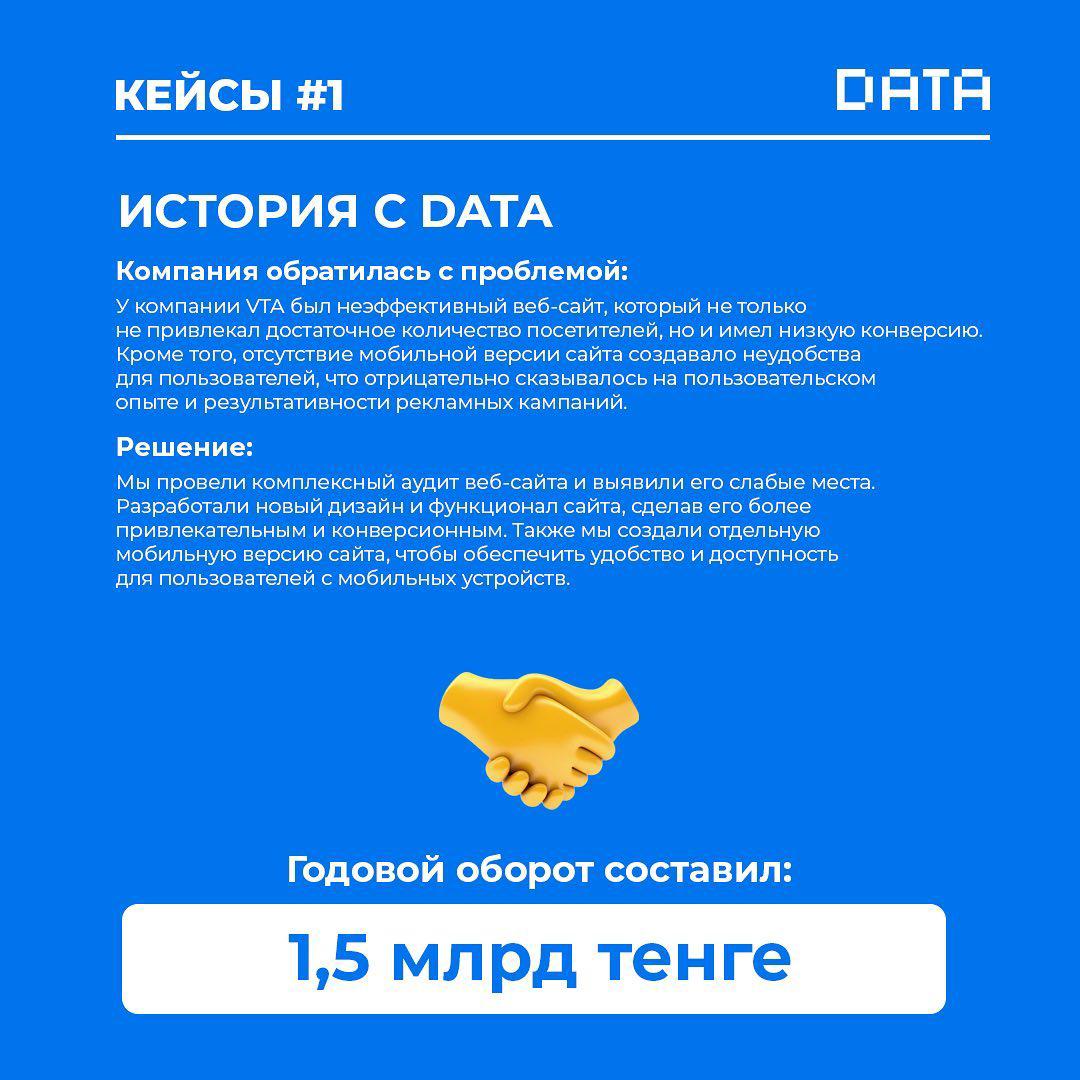 КЕЙСЫ #1
DATA
ИСТОРИЯ С DATA
Компания обратилась с проблемой:
У компании VTA был неэффективный веб-сайт, который не только
не привлекал достаточное количество посетителей, но и имел низкую конверсию.
Кроме того, отсутствие мобильной версии сайта создавало неудобства
для пользователей, что отрицательно сказывалось на пользовательском
опыте и результативности рекламных кампаний.
Решение:
Мы провели комплексный аудит веб-сайта и выявили его слабые места.
Разработали новый дизайн и функционал сайта, сделав его более
привлекательным и конверсионным. Также мы создали отдельную
мобильную версию сайта, чтобы обеспечить удобство и доступность
для пользователей с мобильных устройств.
Годовой оборот составил:
1,5 млрд тенге